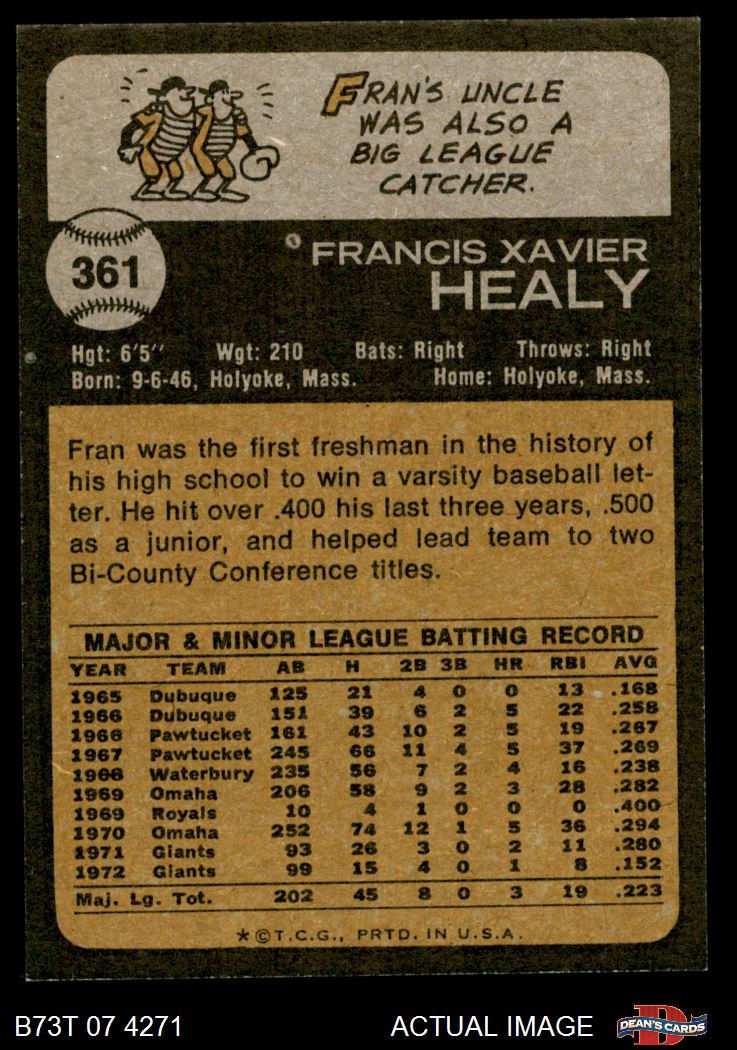 FRAN'S UNCLE
WAS ALSO A
BIG LEAGUE
CATCHER.
361
FRANCIS XAVIER
HEALY
Hgt: 6'5" Wgt: 210 Bats: Right Throws: Right
Born: 9-6-46, Holyoke, Mass. Home: Holyoke, Mass.
Fran was the first freshman in the history of
his high school to win a varsity baseball let-
ter. He hit over .400 his last three years, .500
as a junior, and helped lead team to two
Bi-County Conference titles.
MAJOR & MINOR LEAGUE BATTING RECORD
YEAR TEAM AB H 2B 3B HR RBI AVG
1965 Dubuque 125 21 4 0 0 13 .168
1966 Dubuque 151 39 6 2 5 22 .258
1966 Pawtucket 161 43 10 2 5 19 .267
1967 Pawtucket 245 66 11 4 5 37 .269
1968 Waterbury 235 56 7 2 4 16 .238
1969 Omaha 206 58 9 2 3 28 .282
1969 Royals 10 4 1 0 0 0 .400
1970 Omaha 252 74 12 1 5 36 .294
1971 Giants 93 26 3 0 2 11 .280
1972 Giants 99 15 4 0 1 8 .152
Maj. Lg. Tot. 202 45 8 0 3 19 .223
*©T.C.G., PRTD. IN U.S.A.
B73T 07 4271 ACTUAL IMAGE D DEAN'S CARDS